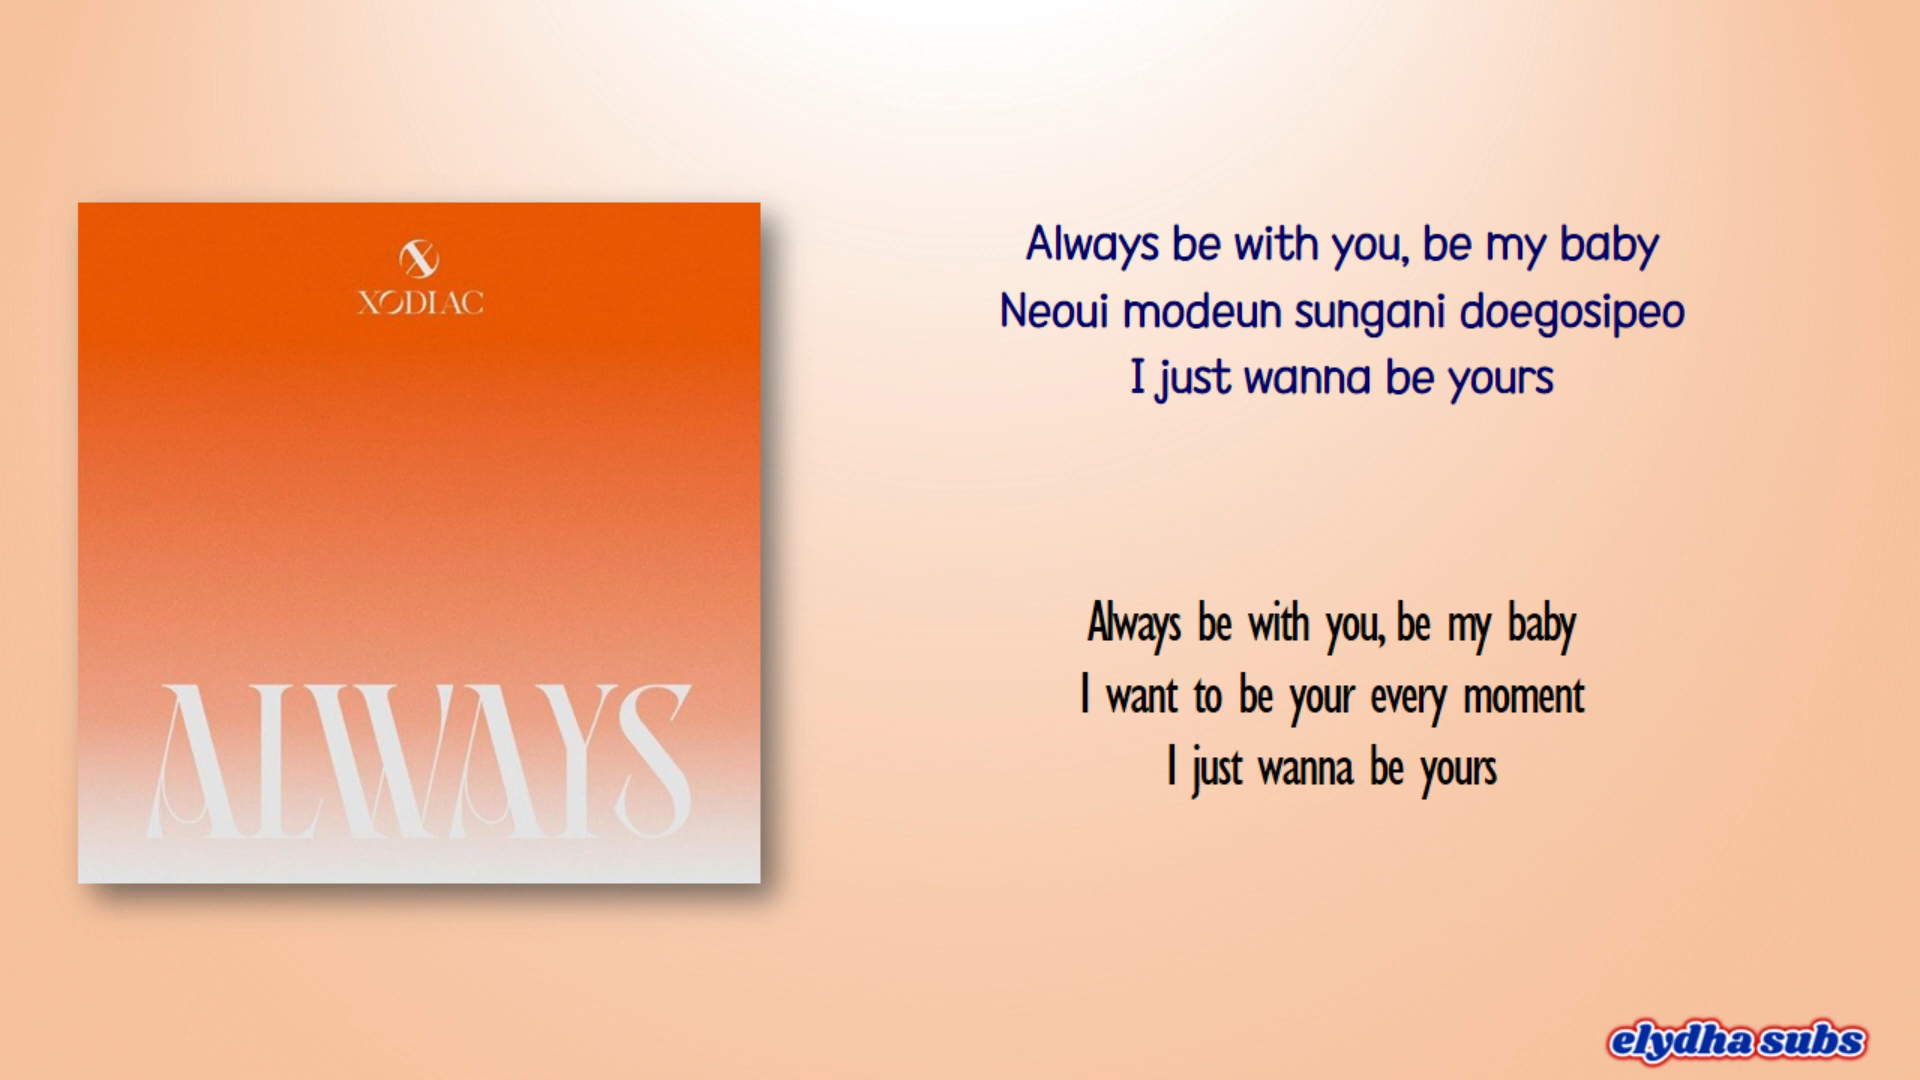 XODIAC
ALWAYS
Always be with you, be my baby
Neoui modeun sungani doegosipeo
I just wanna be yours
Always be with you, be my baby
I want to be your every moment
I just wanna be yours
elydha subs